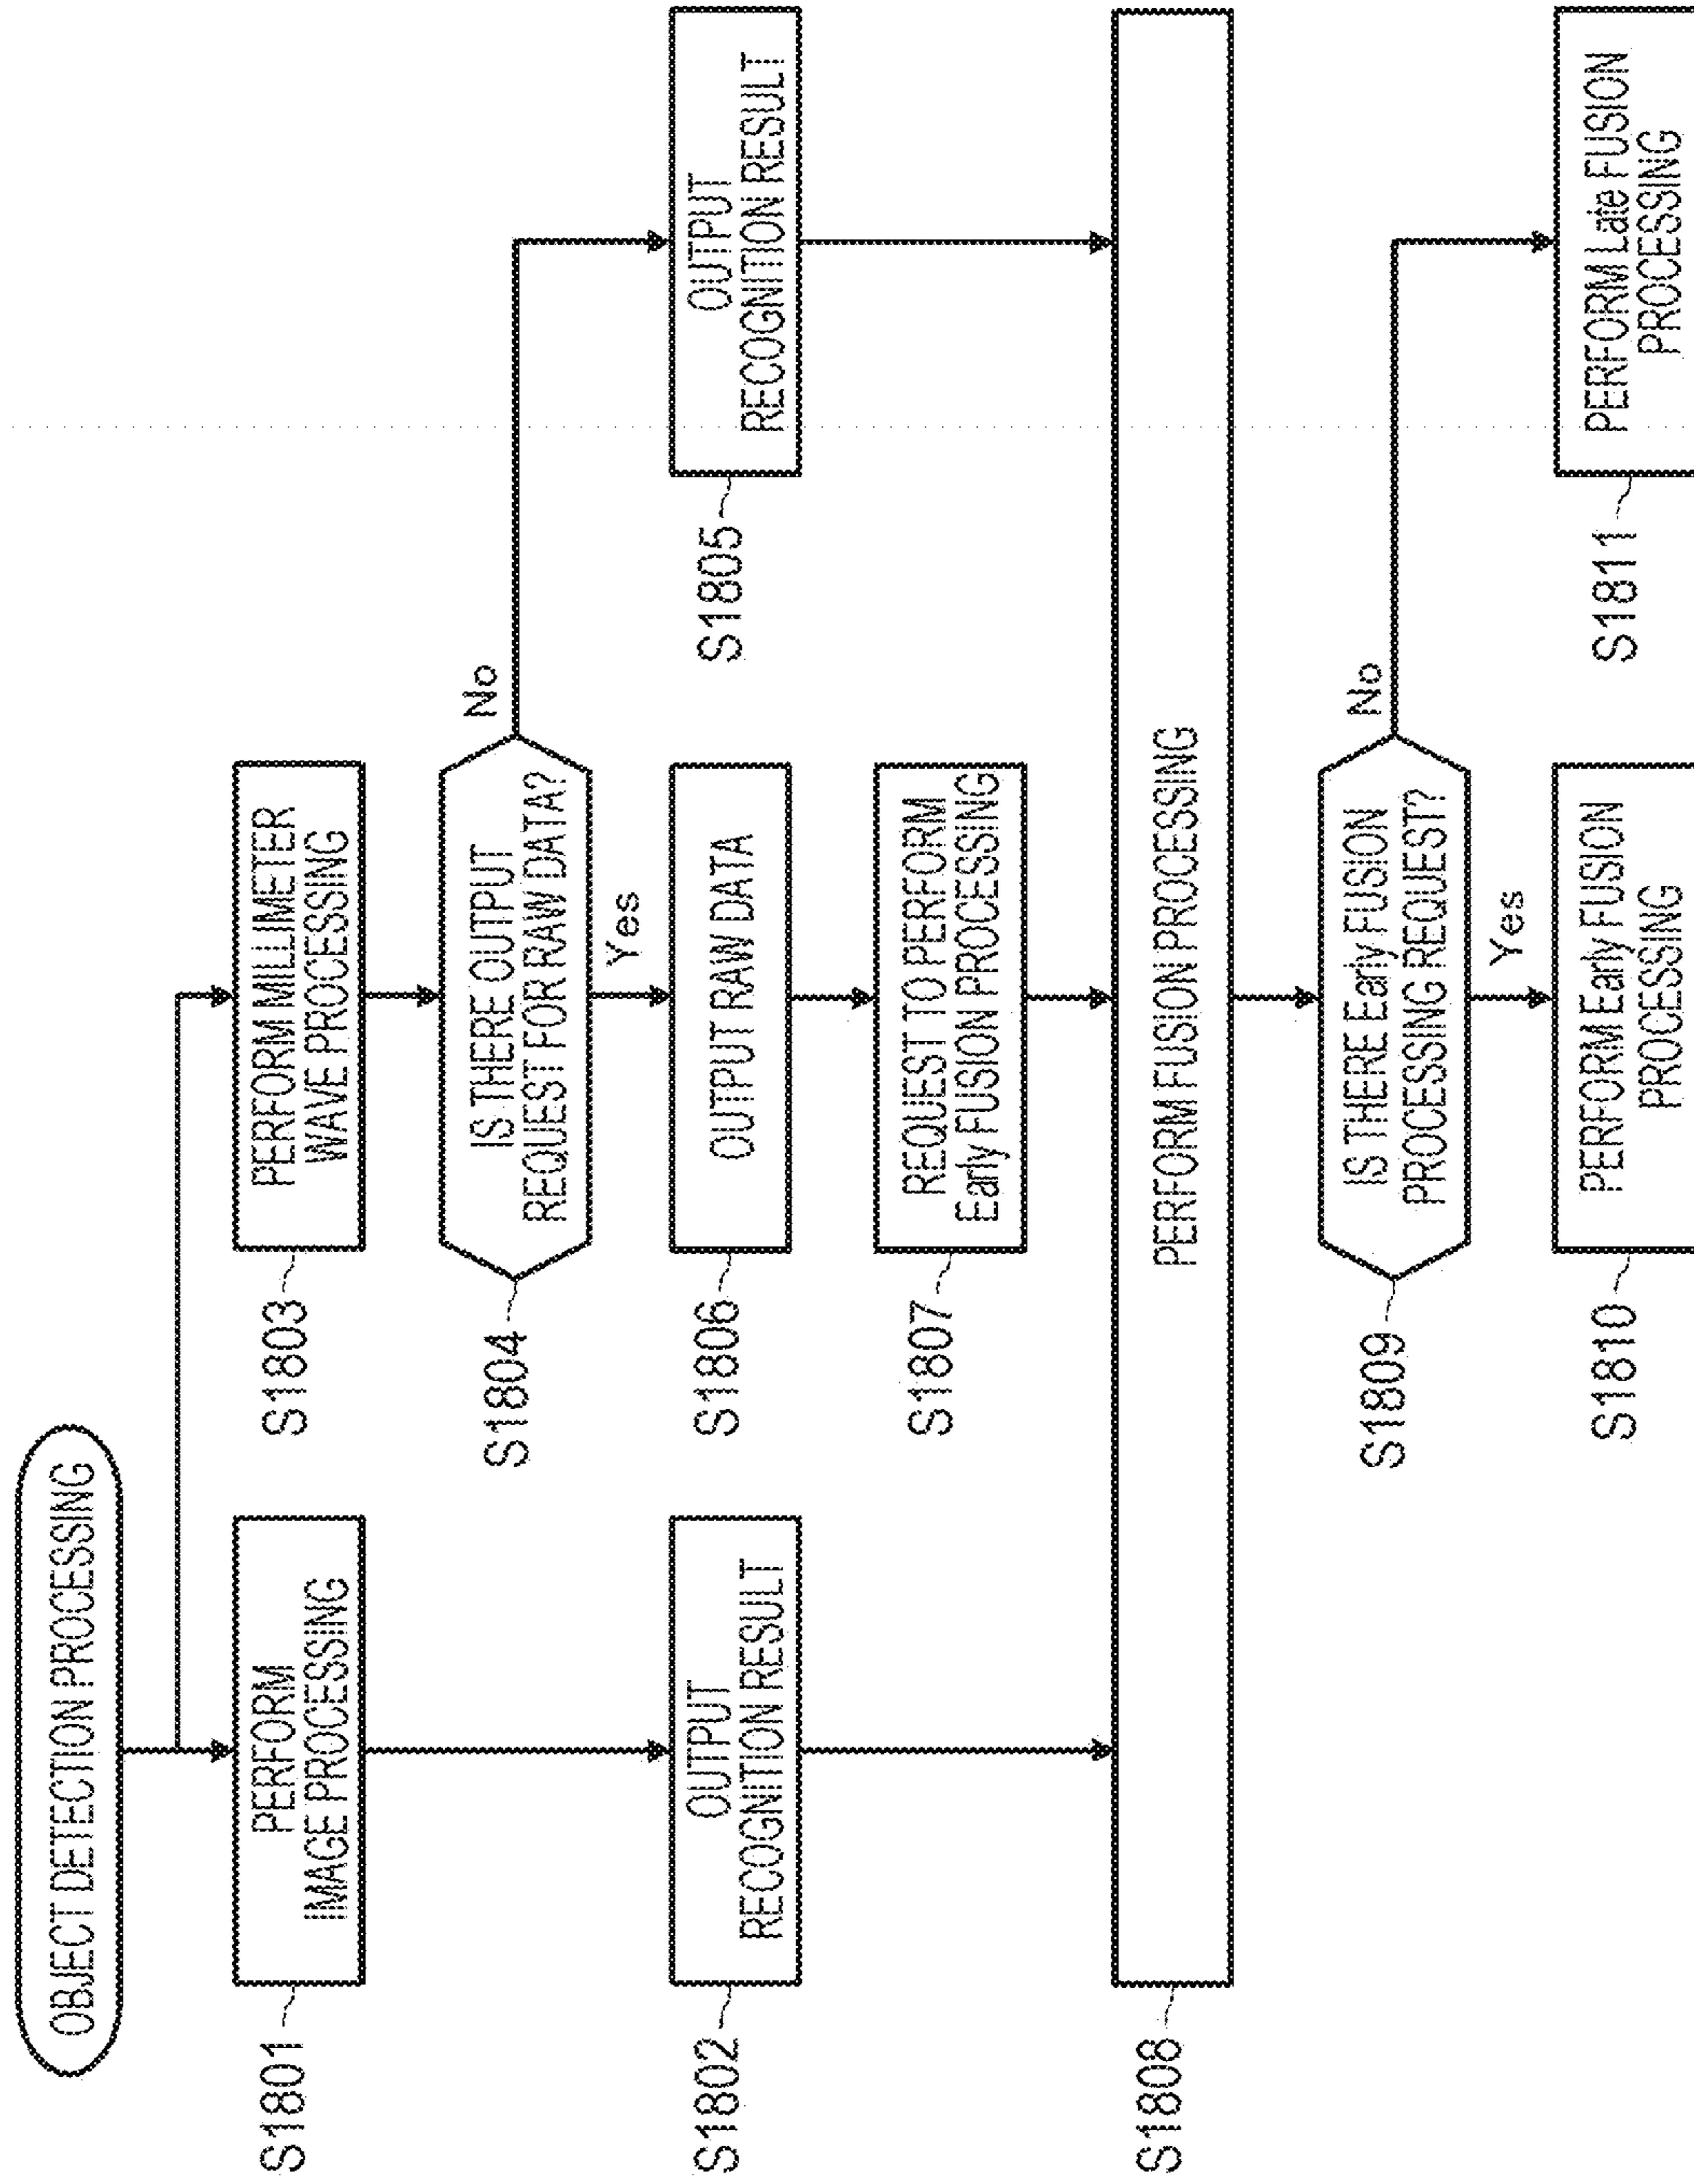 OBJECT DETECTION PROCESSING
S1801
PERFORM
IMAGE PROCESSING
S1803
PERFORM MILLIMETER
WAVE PROCESSING
S1804
IS THERE OUTPUT
REQUEST FOR RAW DATA?
No
Yes
S1802
OUTPUT
RECOGNITION RESULT
S1806
OUTPUT RAW DATA
S1805
OUTPUT
RECOGNITION RESULT
S1807
REQUEST TO PERFORM
Early FUSION PROCESSING
S1808
PERFORM FUSION PROCESSING
S1809
IS THERE Early FUSION
PROCESSING REQUEST?
No
Yes
S1810
PERFORM Early FUSION
PROCESSING
S1811
PERFORM Late FUSION
PROCESSING